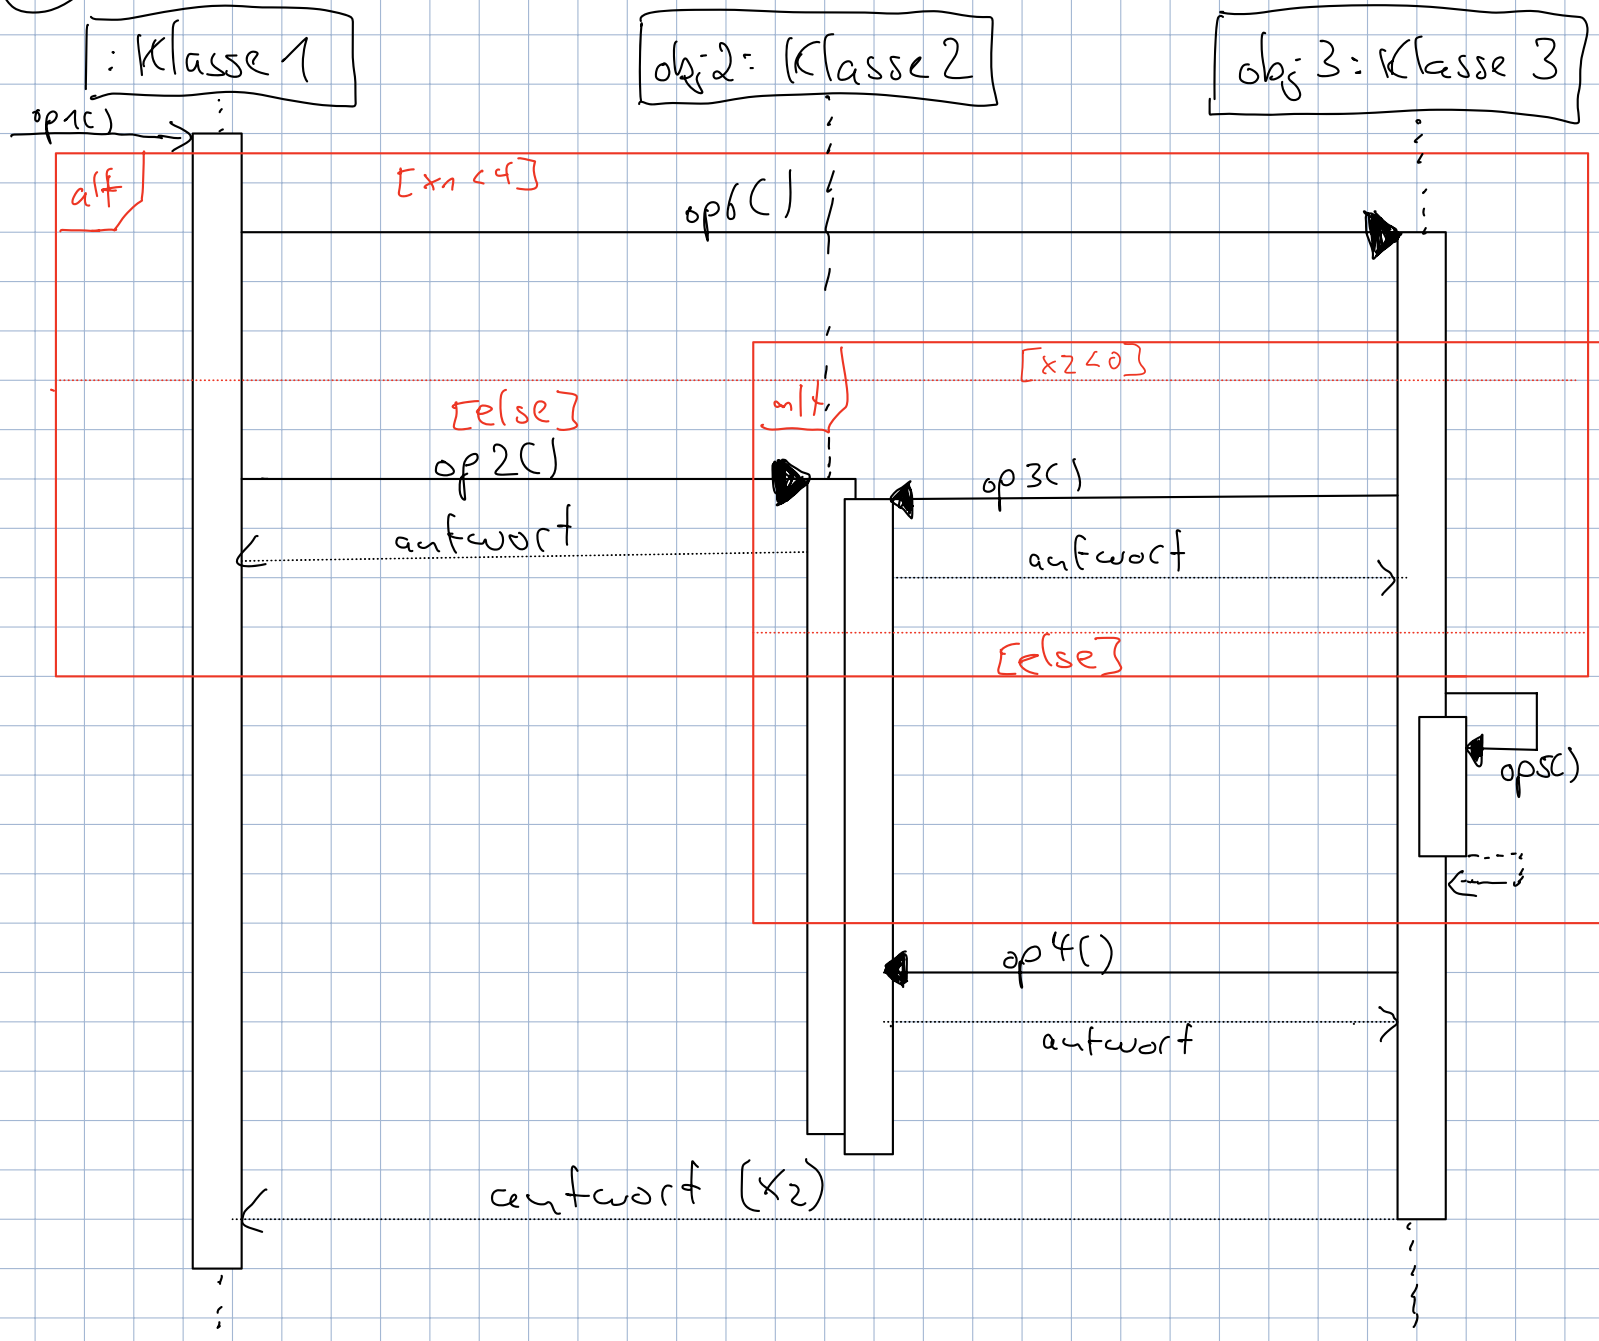 : Klasse 1
obj2: Klasse 2
obj3: Klasse 3
op1()
alt
[x1 < 4]
op6()
[x2 < 0]
alt
[else]
op2()
op3()
antwort
antwort
[else]
op5()
op4()
antwort
antwort (x2)